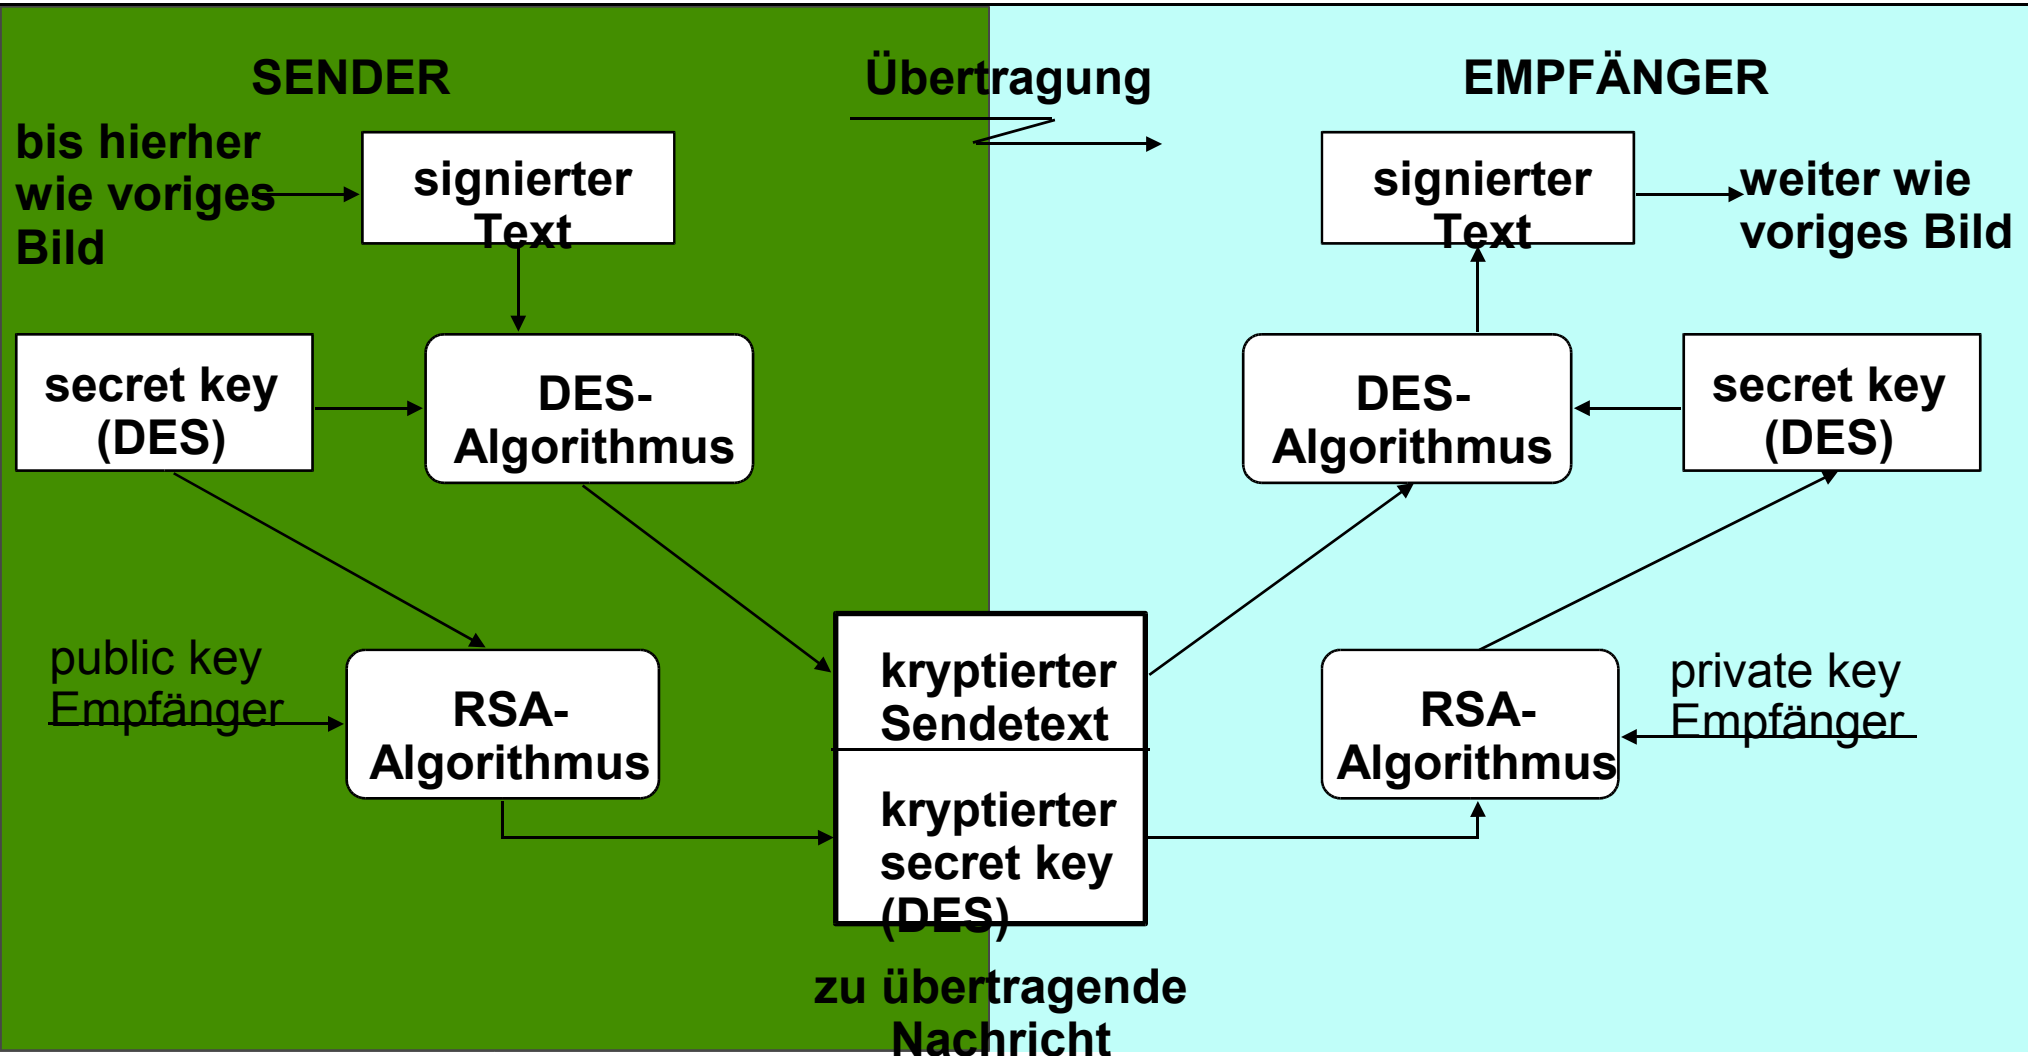 SENDER
Übertragung
EMPFÄNGER
bis hierher
wie voriges
Bild
signierter
Text
signierter
Text
weiter wie
voriges Bild
secret key
(DES)
DES-
Algorithmus
DES-
Algorithmus
secret key
(DES)
public key
Empfänger
RSA-
Algorithmus
kryptierter
Sendetext
kryptierter
secret key
(DES)
RSA-
Algorithmus
private key
Empfänger
zu übertragende
Nachricht